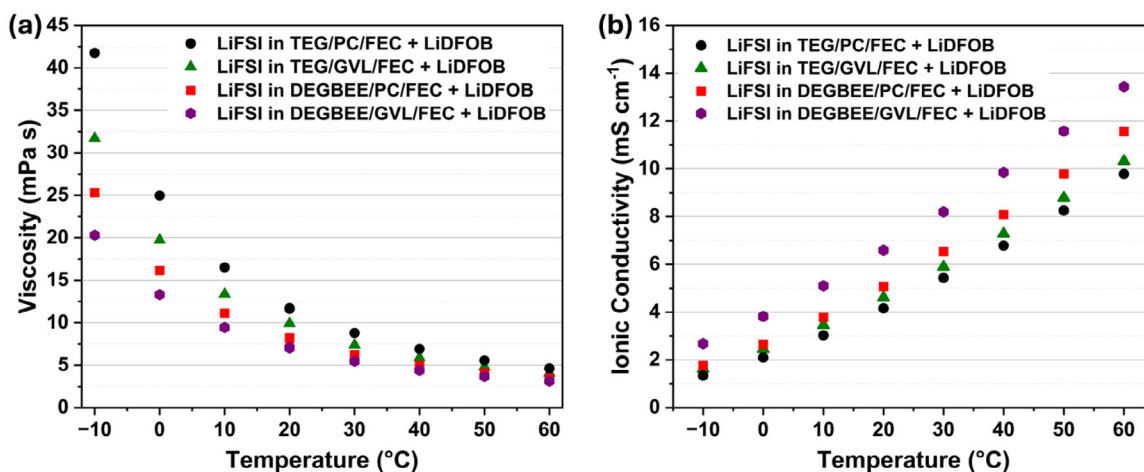 (a)
45
40
35
30
25
20
15
10
5
0
Viscosity (mPa s)
LiFSI in TEG/PC/FEC + LiDFOB
LiFSI in TEG/GVL/FEC + LiDFOB
LiFSI in DEGBEE/PC/FEC + LiDFOB
LiFSI in DEGBEE/GVL/FEC + LiDFOB
−10 0 10 20 30 40 50 60
Temperature (°C)
(b)
16
14
12
10
8
6
4
2
0
Ionic Conductivity (mS cm⁻¹)
LiFSI in TEG/PC/FEC + LiDFOB
LiFSI in TEG/GVL/FEC + LiDFOB
LiFSI in DEGBEE/PC/FEC + LiDFOB
LiFSI in DEGBEE/GVL/FEC + LiDFOB
−10 0 10 20 30 40 50 60
Temperature (°C)